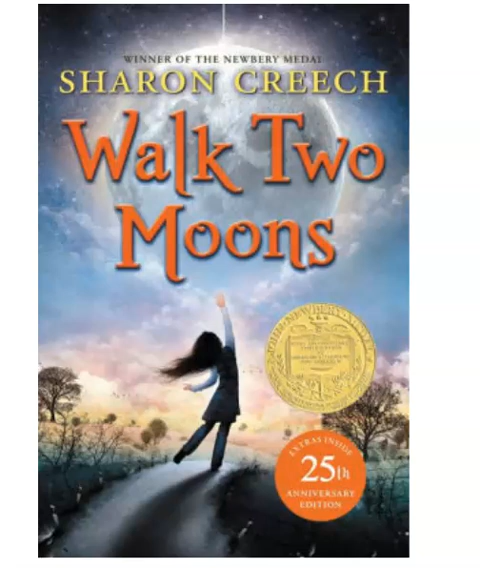 WINNER OF THE NEWBERY MEDAL
SHARON CREECH
Walk Two
Moons
EXTRAS INSIDE
25th
ANNIVERSARY
EDITION